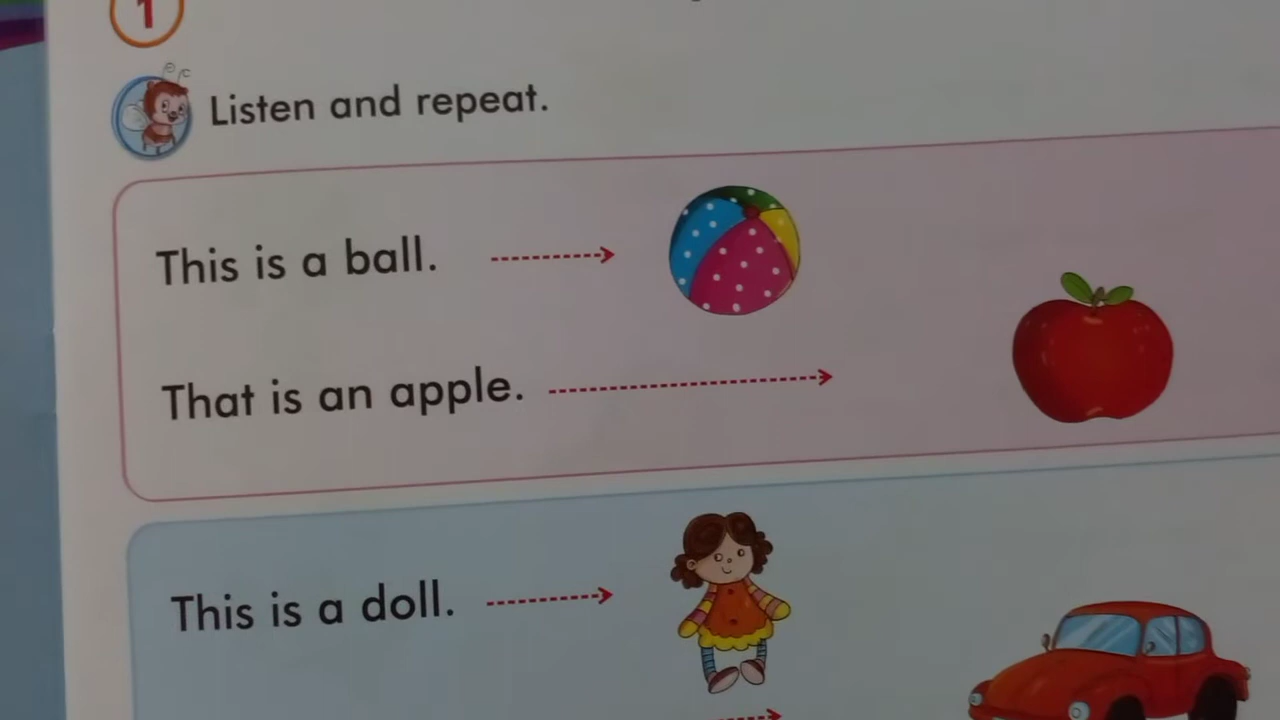 1
Listen and repeat.
This is a ball.
That is an apple.
This is a doll.